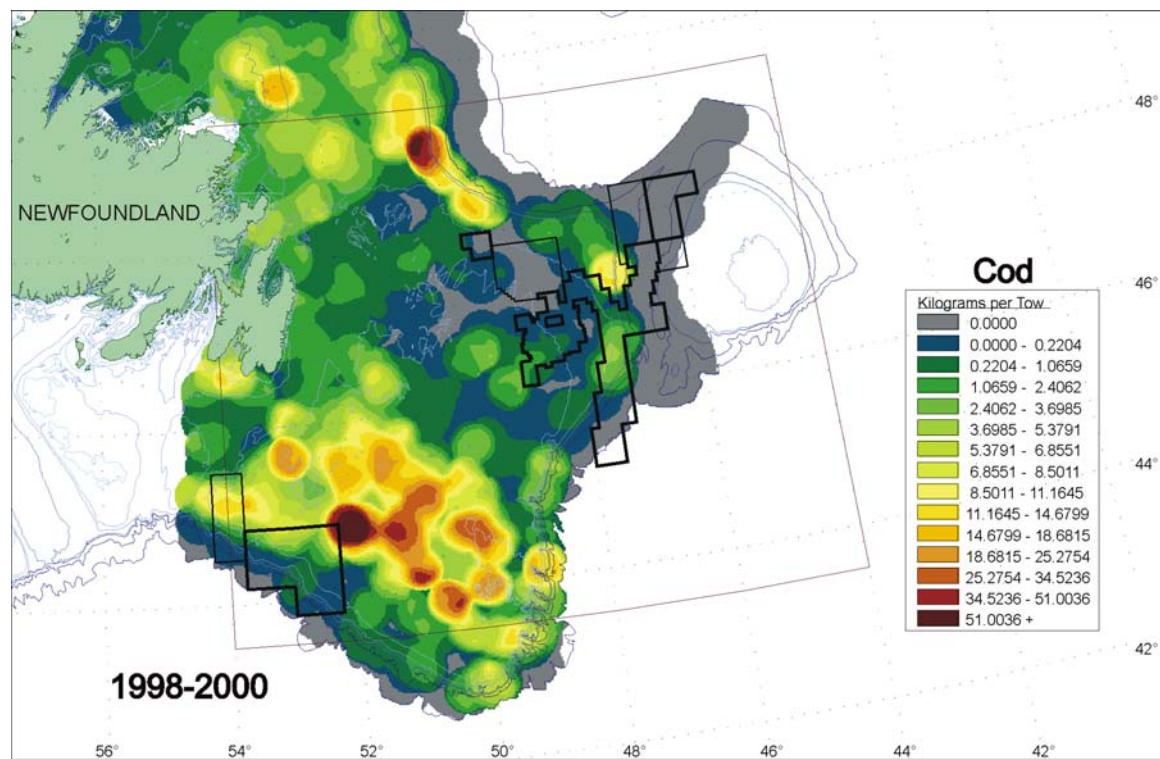 48°
NEWFOUNDLAND
46°
Cod
Kilograms per Tow
0.0000
0.0000 - 0.2204
0.2204 - 1.0659
1.0659 - 2.4062
2.4062 - 3.6985
3.6985 - 5.3791
5.3791 - 6.8551
6.8551 - 8.5011
8.5011 - 11.1645
11.1645 - 14.6799
14.6799 - 18.6815
18.6815 - 25.2754
25.2754 - 34.5236
34.5236 - 51.0036
51.0036 +
44°
42°
1998-2000
56° 54° 52° 50° 48° 46° 44° 42°